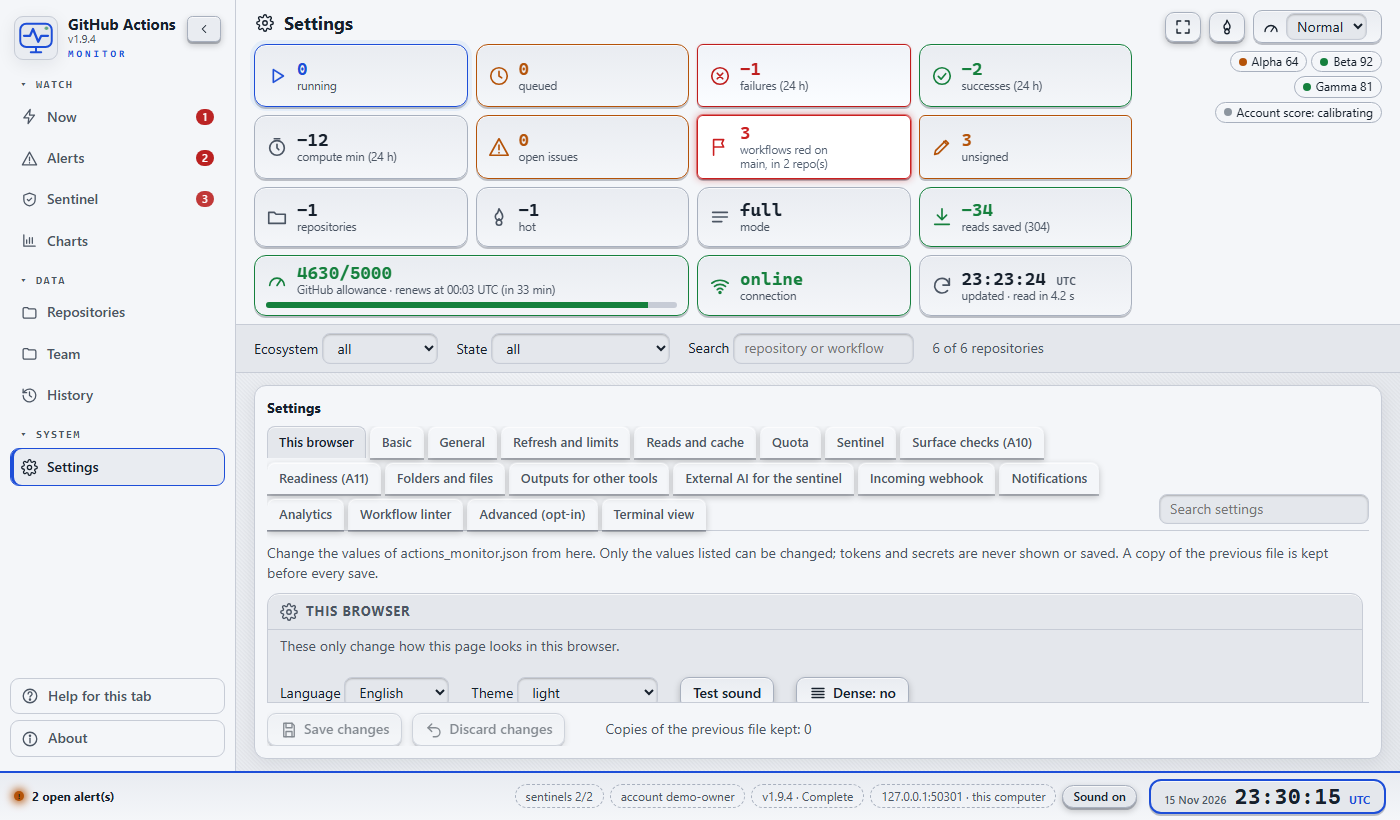 GitHub Actions
v1.9.4
MONITOR
WATCH
Now 1
Alerts 2
Sentinel 3
Charts
DATA
Repositories
Team
History
SYSTEM
Settings
Help for this tab
About
Settings
Normal
Alpha 64
Beta 92
Gamma 81
Account score: calibrating
0
running
0
queued
−1
failures (24 h)
−2
successes (24 h)
−12
compute min (24 h)
0
open issues
3
workflows red on
main, in 2 repo(s)
3
unsigned
−1
repositories
−1
hot
full
mode
−34
reads saved (304)
4630/5000
GitHub allowance · renews at 00:03 UTC (in 33 min)
online
connection
23:23:24 UTC
updated · read in 4.2 s
Ecosystem all State all Search repository or workflow 6 of 6 repositories
Settings
This browser Basic General Refresh and limits Reads and cache Quota Sentinel Surface checks (A10)
Readiness (A11) Folders and files Outputs for other tools External AI for the sentinel Incoming webhook Notifications
Analytics Workflow linter Advanced (opt-in) Terminal view
Search settings
Change the values of actions_monitor.json from here. Only the values listed can be changed; tokens and secrets are never shown or saved. A copy of the previous file is kept
before every save.
THIS BROWSER
These only change how this page looks in this browser.
Language English Theme light Test sound Dense: no
Save changes Discard changes Copies of the previous file kept: 0
2 open alert(s) sentinels 2/2 account demo-owner v1.9.4 · Complete 127.0.0.1:50301 · this computer Sound on 15 Nov 2026 23:30:15 UTC